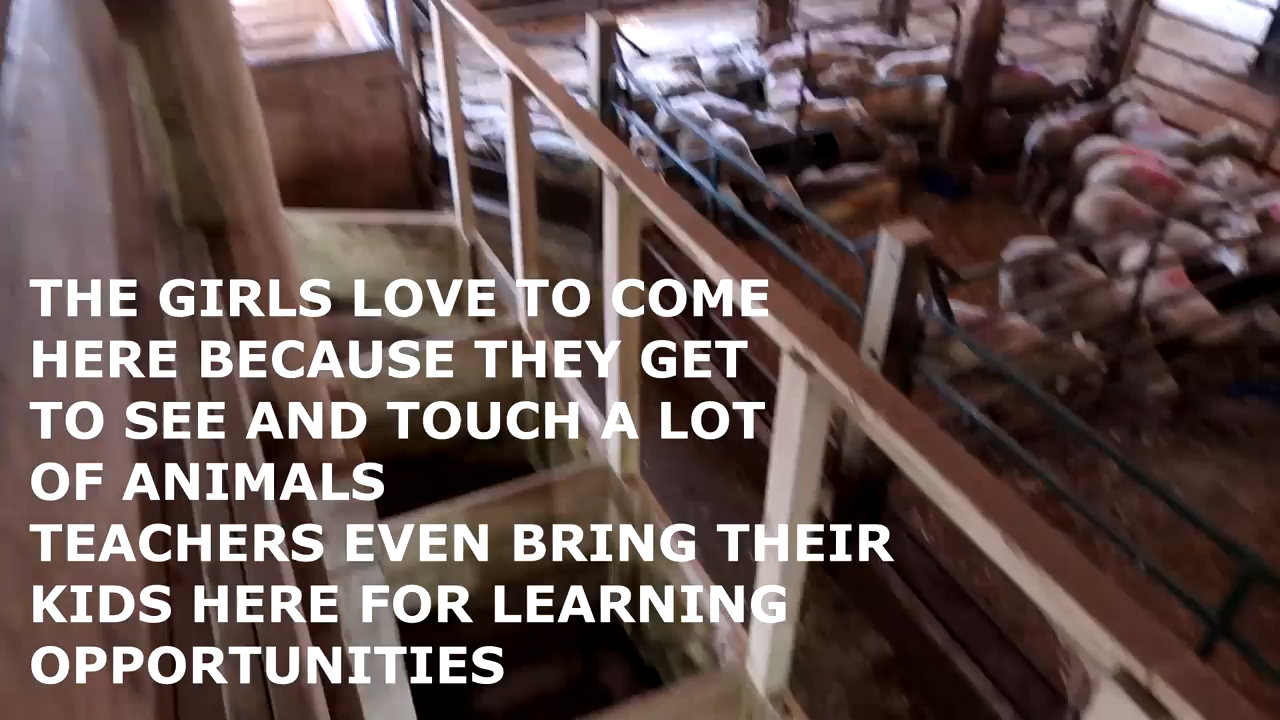 THE GIRLS LOVE TO COME
HERE BECAUSE THEY GET
TO SEE AND TOUCH A LOT
OF ANIMALS
TEACHERS EVEN BRING THEIR
KIDS HERE FOR LEARNING
OPPORTUNITIES